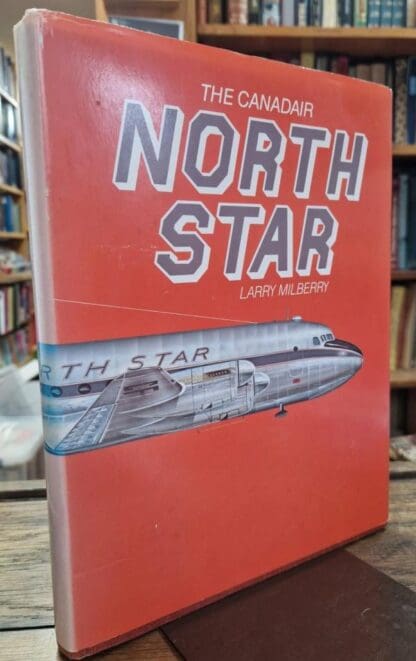 THE CANADAIR
NORTH
STAR
LARRY MILBERRY
RTH STAR